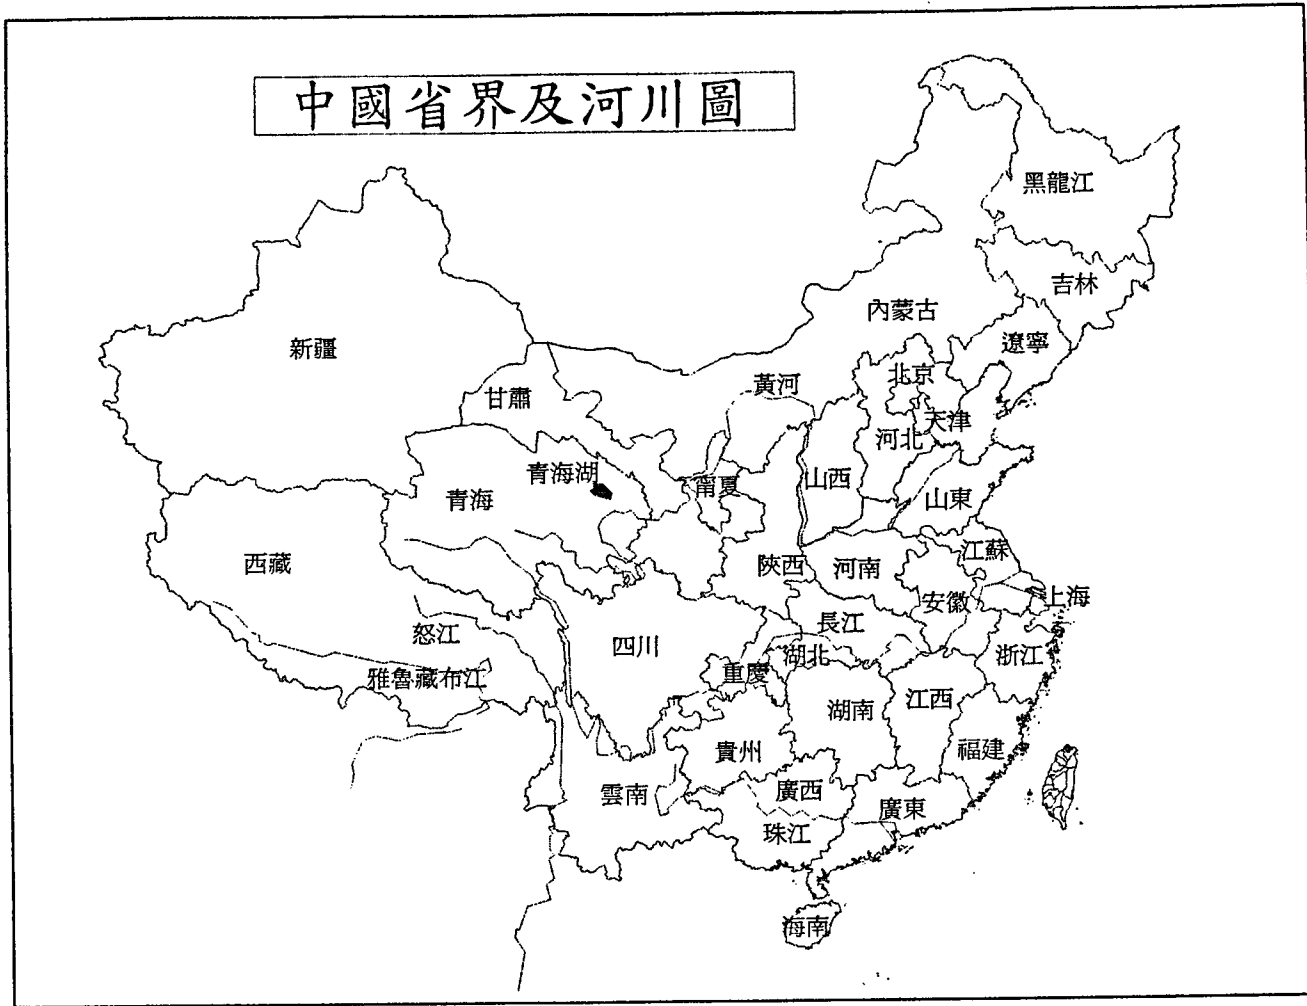 中國省界及河川圖
黑龍江
吉林
內蒙古
遼寧
新疆
北京
黃河
甘肅
天津
河北
青海湖
山西
寧夏
青海
山東
江蘇
西藏
陝西
河南
上海
安徽
長江
怒江
四川
湖北
浙江
重慶
雅魯藏布江
江西
湖南
貴州
福建
雲南
廣西
廣東
珠江
海南